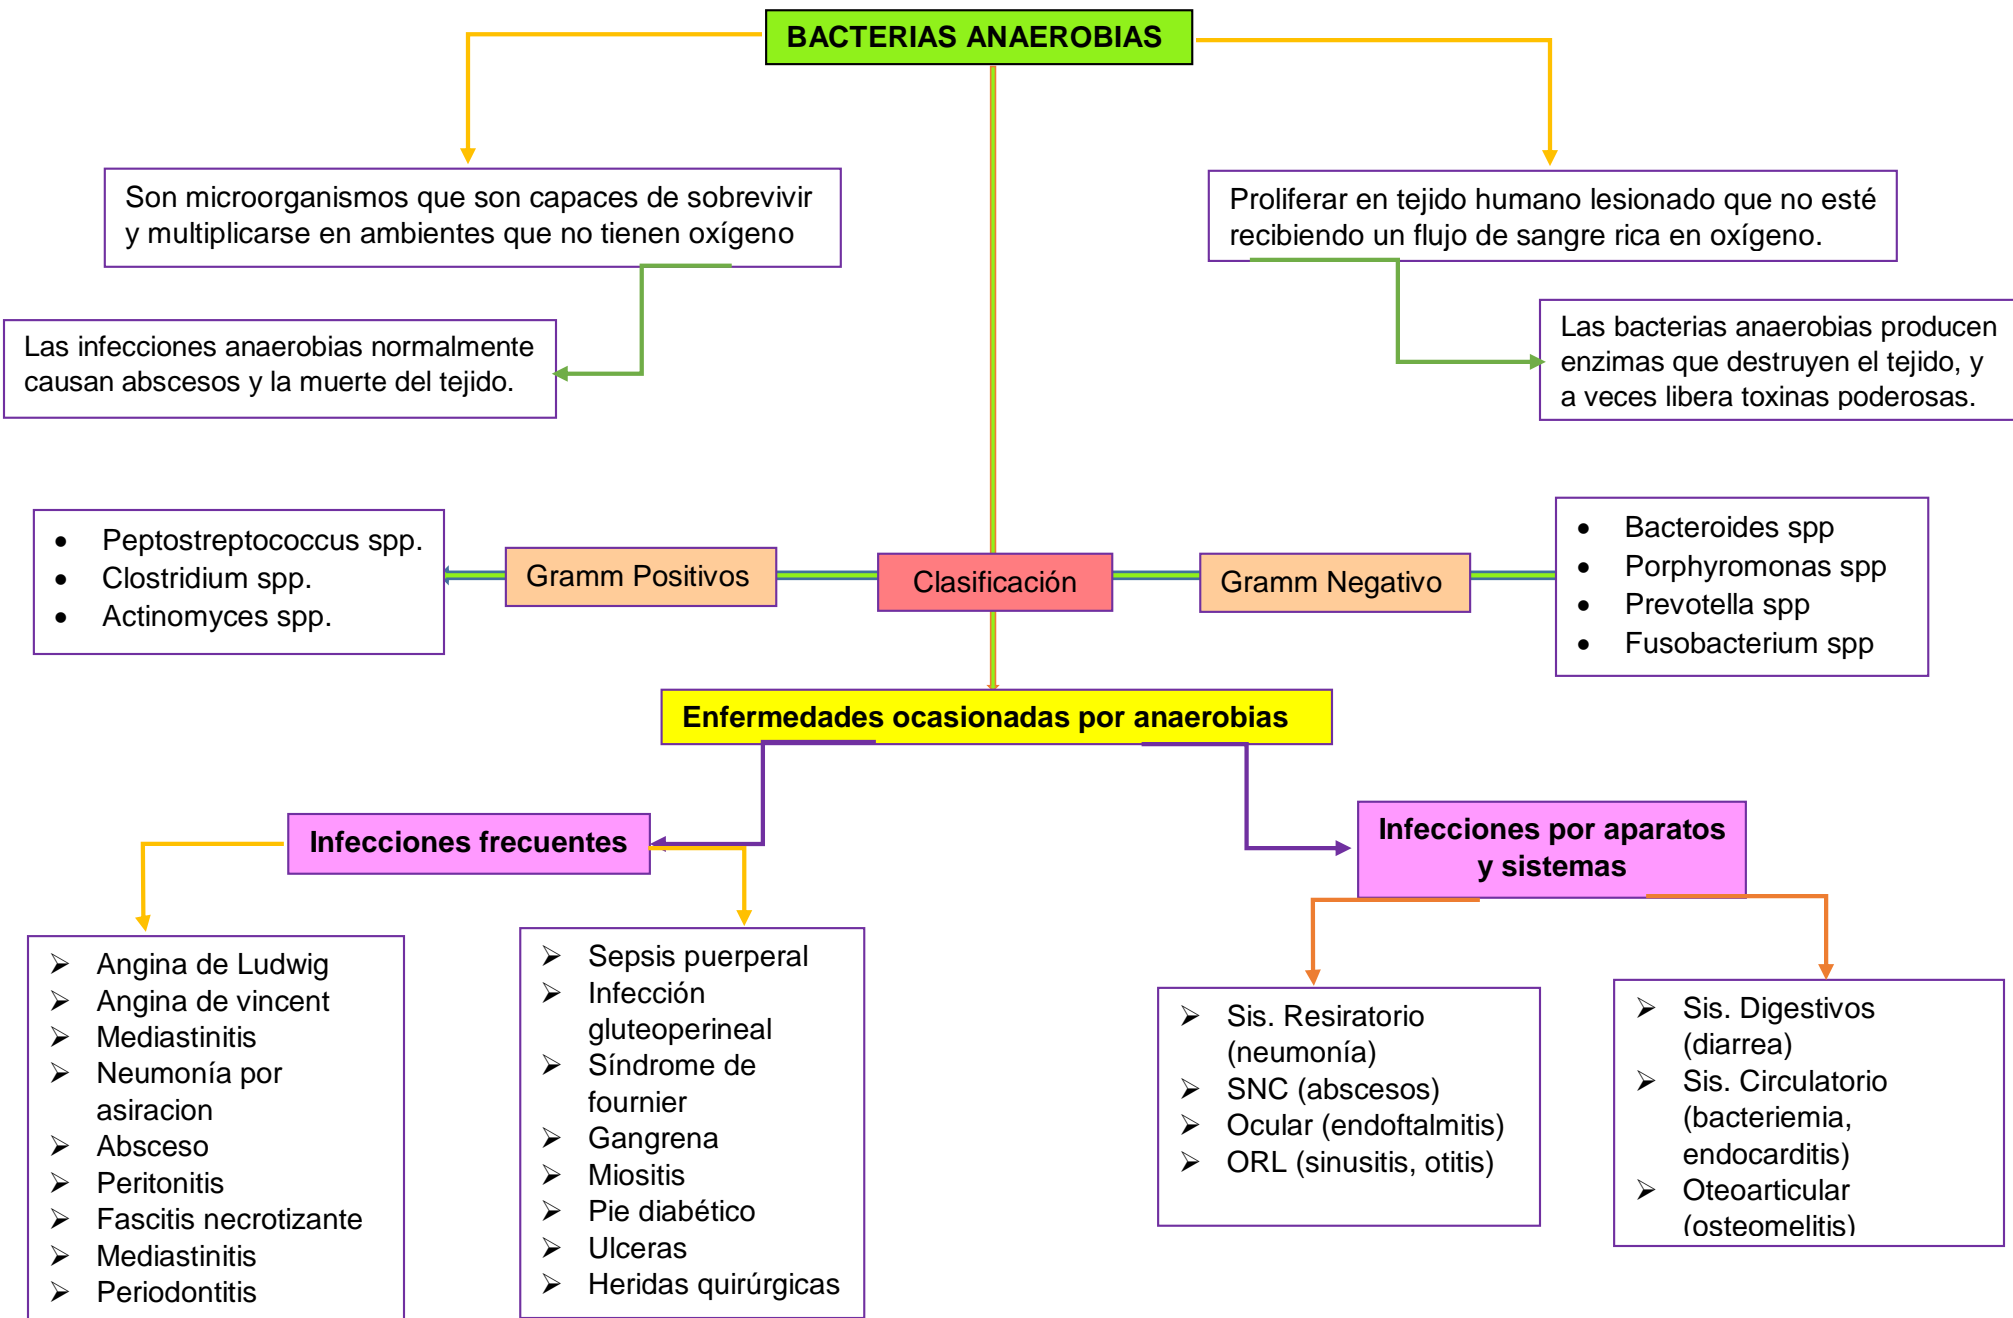 BACTERIAS ANAEROBIAS
Son microorganismos que son capaces de sobrevivir
y multiplicarse en ambientes que no tienen oxígeno
Proliferar en tejido humano lesionado que no esté
recibiendo un flujo de sangre rica en oxígeno.
Las infecciones anaerobias normalmente
causan abscesos y la muerte del tejido.
Las bacterias anaerobias producen
enzimas que destruyen el tejido, y
a veces libera toxinas poderosas.
• Peptostreptococcus spp.
• Clostridium spp.
• Actinomyces spp.
Gramm Positivos
Clasificación
Gramm Negativo
• Bacteroides spp
• Porphyromonas spp
• Prevotella spp
• Fusobacterium spp
Enfermedades ocasionadas por anaerobias
Infecciones frecuentes
Infecciones por aparatos
y sistemas
➢ Angina de Ludwig
➢ Angina de vincent
➢ Mediastinitis
➢ Neumonía por
asiracion
➢ Absceso
➢ Peritonitis
➢ Fascitis necrotizante
➢ Mediastinitis
➢ Periodontitis
➢ Sepsis puerperal
➢ Infección
gluteoperineal
➢ Síndrome de
fournier
➢ Gangrena
➢ Miositis
➢ Pie diabético
➢ Ulceras
➢ Heridas quirúrgicas
➢ Sis. Resiratorio
(neumonía)
➢ SNC (abscesos)
➢ Ocular (endoftalmitis)
➢ ORL (sinusitis, otitis)
➢ Sis. Digestivos
(diarrea)
➢ Sis. Circulatorio
(bacteriemia,
endocarditis)
➢ Oteoarticular
(osteomelitis)